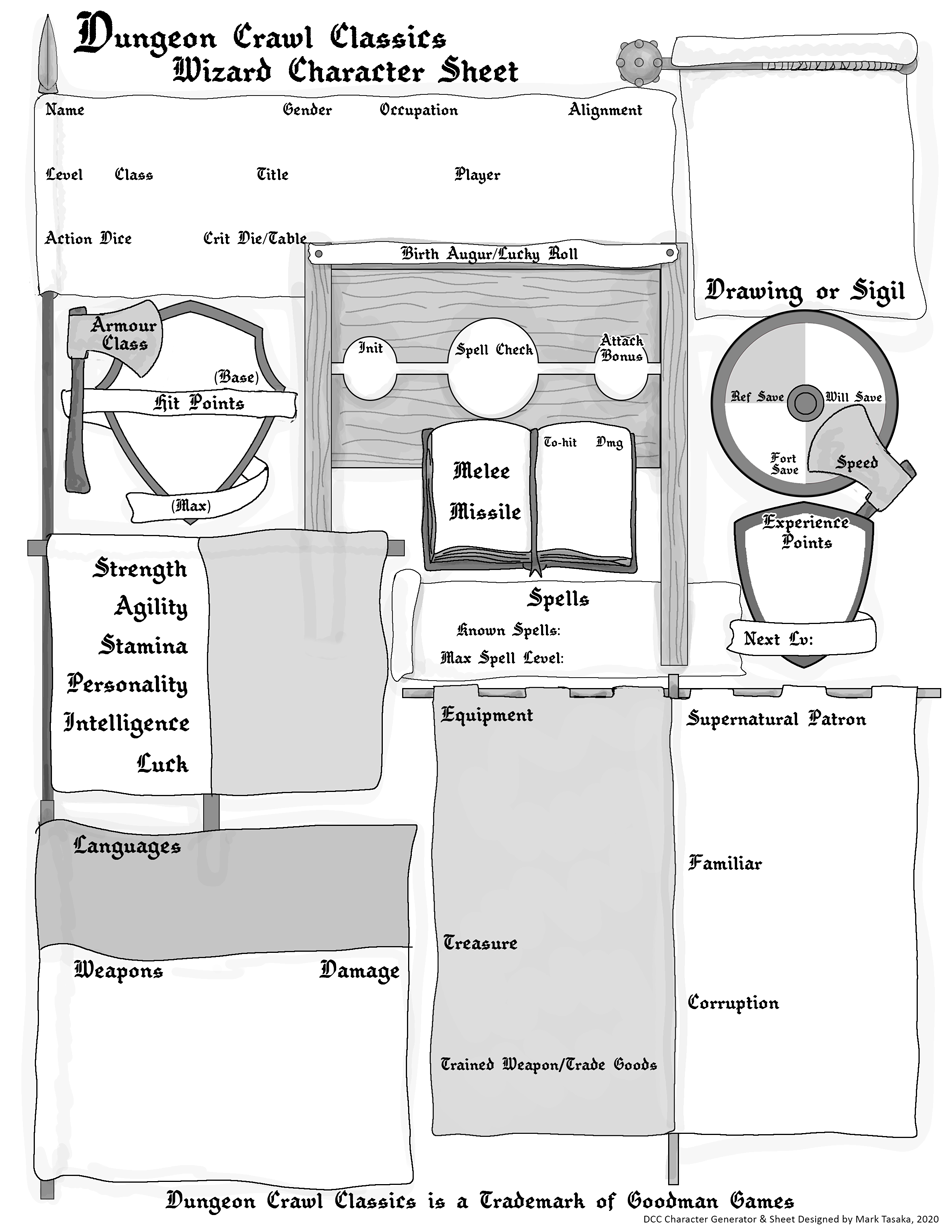 Dungeon Crawl Classics
Wizard Character Sheet
Name Gender Occupation Alignment
Level Class Title Player
Action Dice Crit Die/Table
Birth Augur/Lucky Roll
Drawing or Sigil
Armour
Class
(Base)
Hit Points
(Max)
Init
Spell Check
Attack
Bonus
Ref Save
Will Save
Fort
Save
Speed
To-hit Dmg
Melee
Missile
Experience
Points
Next Lv:
Strength
Agility
Stamina
Personality
Intelligence
Luck
Spells
Known Spells:
Max Spell Level:
Languages
Weapons Damage
Equipment
Treasure
Trained Weapon/Trade Goods
Supernatural Patron
Familiar
Corruption
Dungeon Crawl Classics is a Trademark of Goodman Games
DCC Character Generator & Sheet Designed by Mark Tasaka, 2020